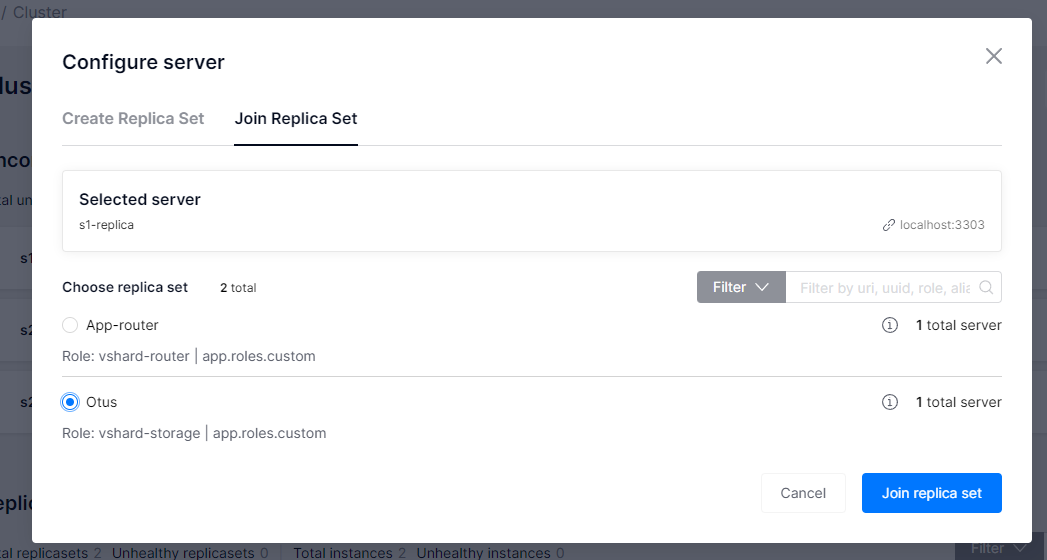 / Cluster
Configure server
Create Replica Set Join Replica Set
Selected server
s1-replica localhost:3303
Choose replica set 2 total Filter Filter by uri, uuid, role, alia
App-router 1 total server
Role: vshard-router | app.roles.custom
Otus 1 total server
Role: vshard-storage | app.roles.custom
Cancel Join replica set
replicasets 2 Unhealthy replicasets 0 Total instances 2 Unhealthy instances 0 Filter